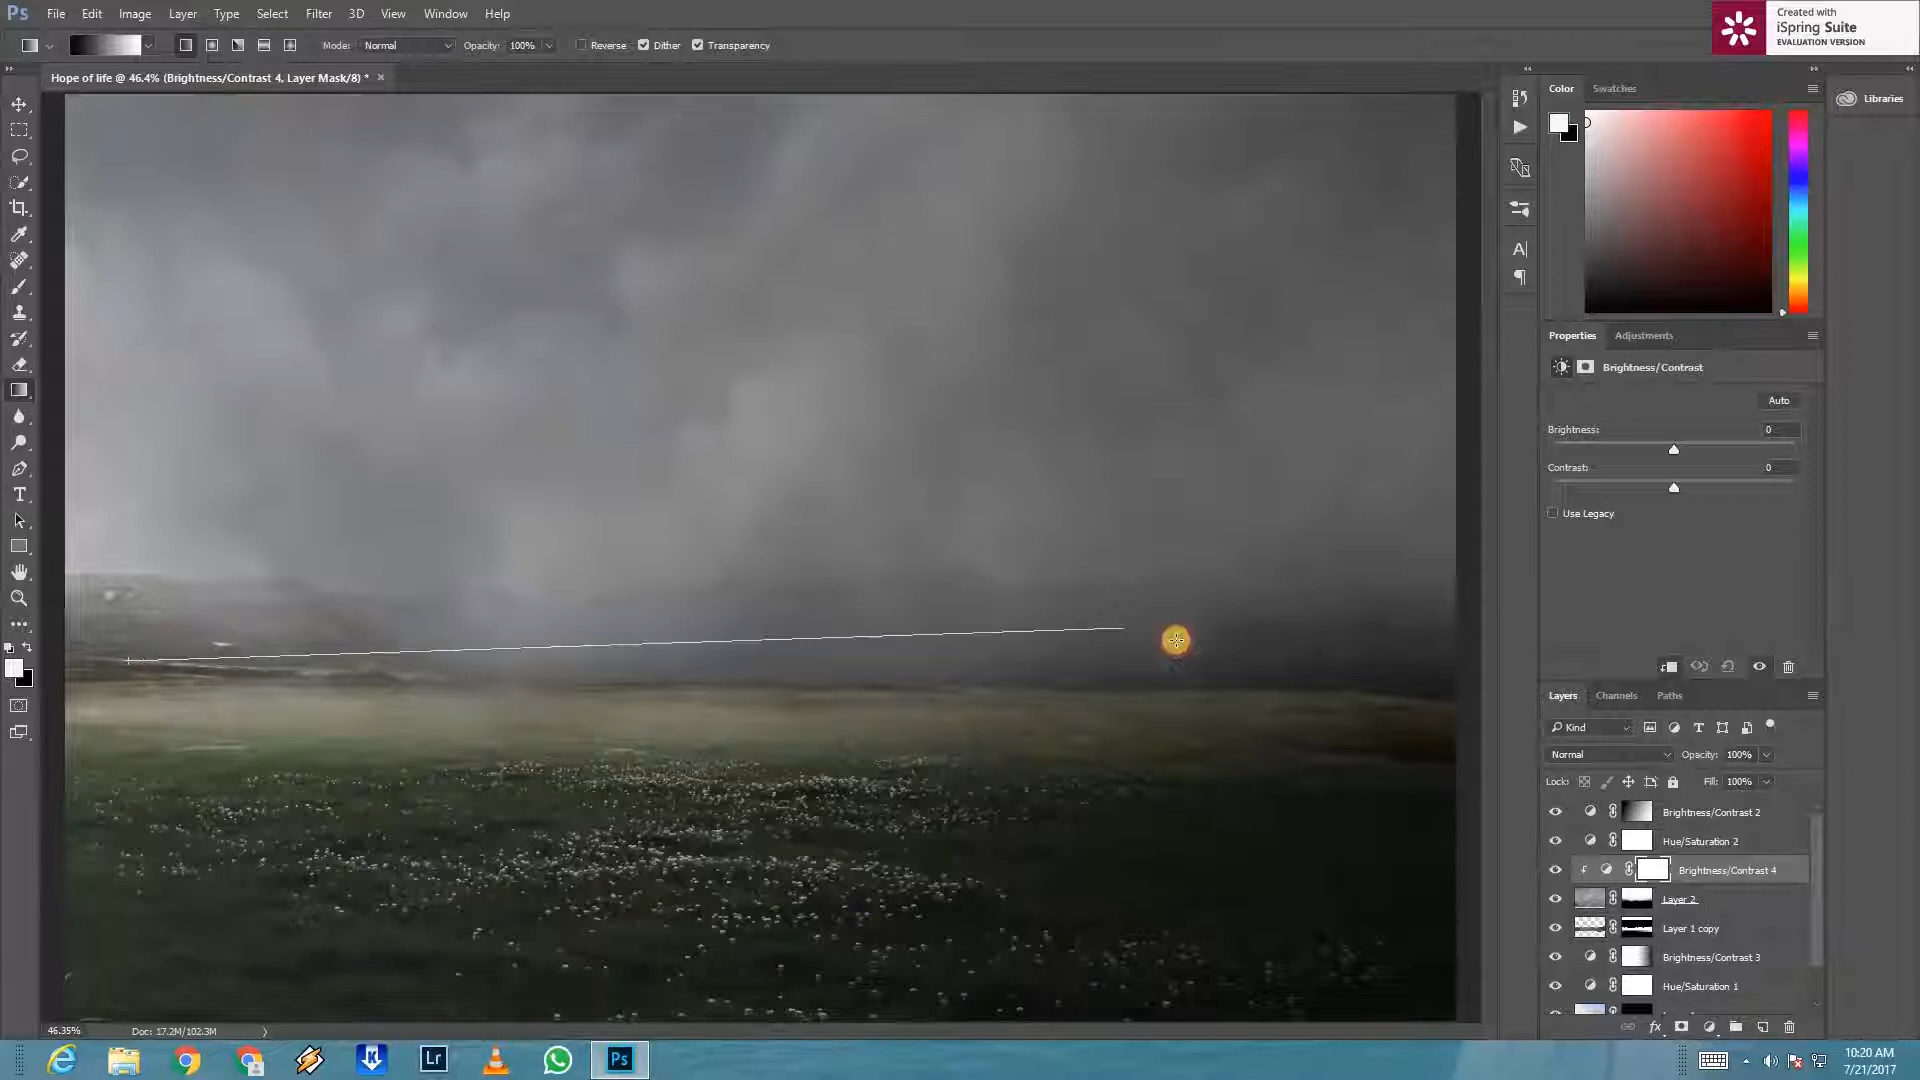 Ps File Edit Image Layer Type Select Filter 3D View Window Help
Created with
iSpring Suite
EVALUATION VERSION
Mode: Normal Opacity: 100% Reverse Dither Transparency
Hope of life @ 46.4% (Brightness/Contrast 4, Layer Mask/8) *
Color Swatches
Libraries
Properties Adjustments
Brightness/Contrast
Auto
Brightness: 0
Contrast: 0
Use Legacy
Layers Channels Paths
Kind
Normal Opacity: 100%
Lock: Fill: 100%
Brightness/Contrast 2
Hue/Saturation 2
Brightness/Contrast 4
Layer 2
Layer 1 copy
Brightness/Contrast 3
Hue/Saturation 1
46.35% Doc: 17.2M/102.3M
Lr
Ps
10:20 AM
7/21/2017